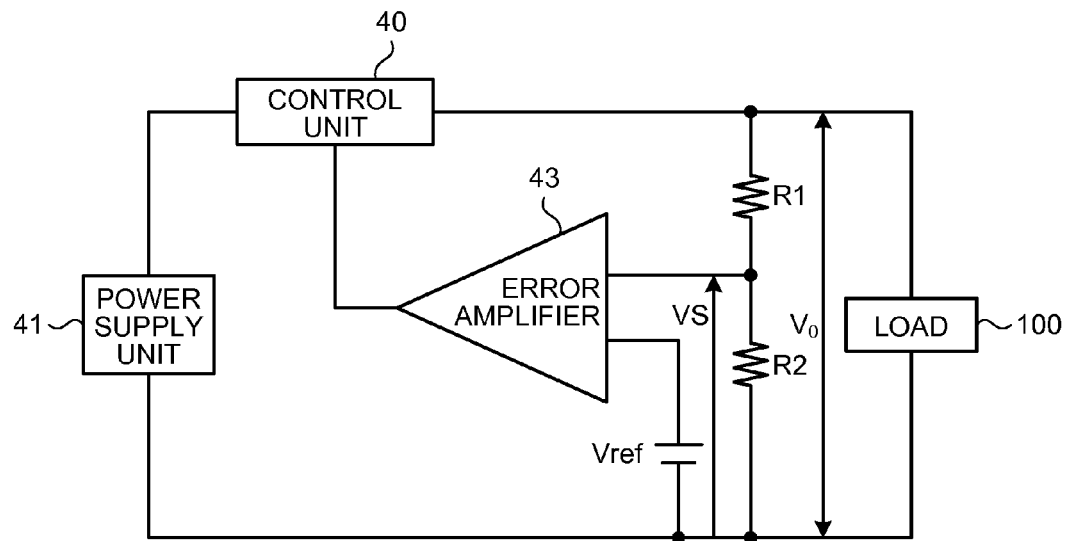 40
CONTROL
UNIT
43
R1
ERROR
AMPLIFIER
POWER
SUPPLY
UNIT
41
VS
V₀
LOAD
100
R2
Vref